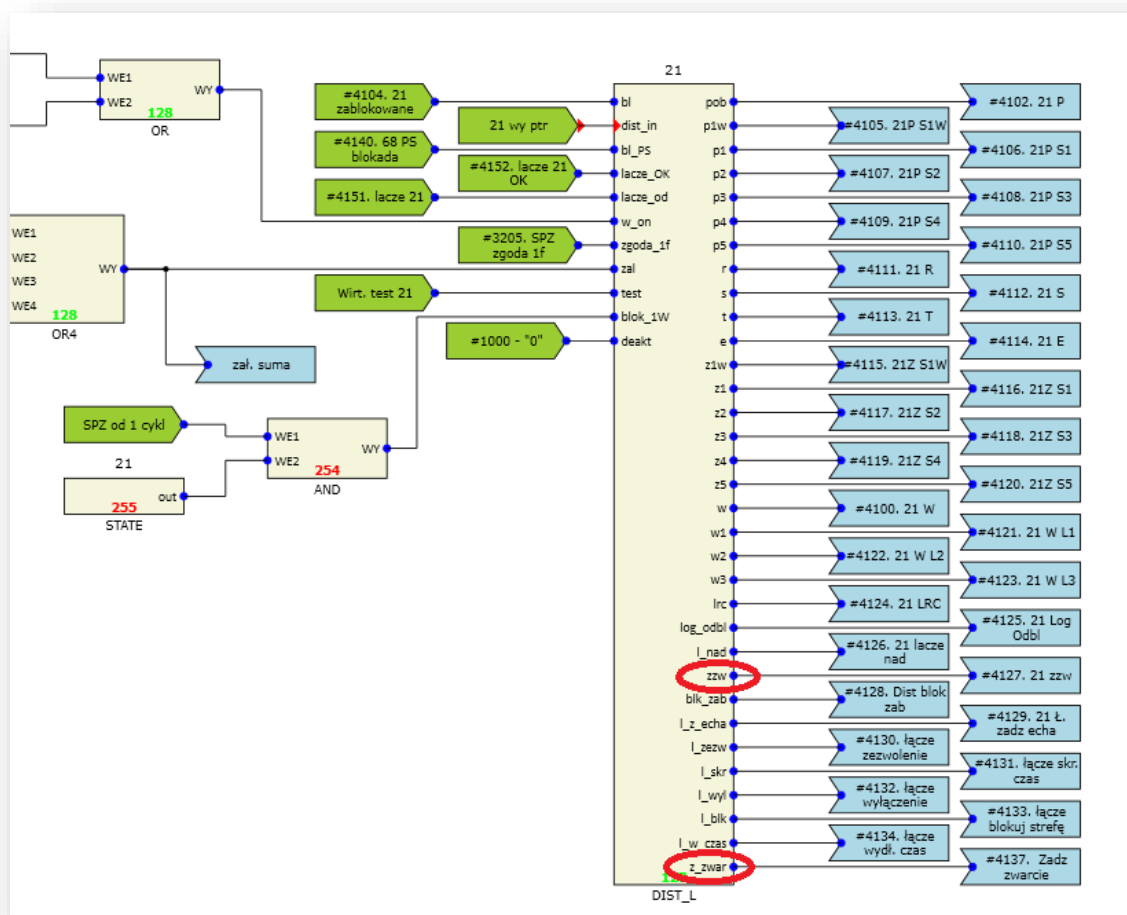 WE1
WE2
WY
128
OR
WE1
WE2
WE3
WE4
WY
128
OR4
zał. suma
SPZ od 1 cykl
21
out
255
STATE
WE1
WE2
WY
254
AND
#4104. 21
zablokowane
21 wy ptr
#4140. 68 PS
blokada
#4152. lacze 21
OK
#4151. lacze 21
#3205. SPZ
zgoda 1f
Wirt. test 21
#1000 - "0"
21
bl
dist_in
bl_PS
lacze_OK
lacze_od
w_on
zgoda_1f
zal
test
blok_1W
deakt
pob
p1w
p1
p2
p3
p4
p5
r
s
t
e
z1w
z1
z2
z3
z4
z5
w
w1
w2
w3
lrc
log_odbl
l_nad
zzw
blk_zab
l_z_echa
l_zezw
l_skr
l_wyl
l_blk
l_w_czas
z_zwar
DIST_L
#4102. 21 P
#4105. 21P S1W
#4106. 21P S1
#4107. 21P S2
#4108. 21P S3
#4109. 21P S4
#4110. 21P S5
#4111. 21 R
#4112. 21 S
#4113. 21 T
#4114. 21 E
#4115. 21Z S1W
#4116. 21Z S1
#4117. 21Z S2
#4118. 21Z S3
#4119. 21Z S4
#4120. 21Z S5
#4100. 21 W
#4121. 21 W L1
#4122. 21 W L2
#4123. 21 W L3
#4124. 21 LRC
#4125. 21 Log
Odbl
#4126. 21 lacze
nad
#4127. 21 zzw
#4128. Dist blok
zab
#4129. 21 Ł.
zadz echa
#4130. łącze
zezwolenie
#4131. łącze skr.
czas
#4132. łącze
wyłączenie
#4133. łącze
blokuj strefę
#4134. łącze
wydł. czas
#4137. Zadz
zwarcie